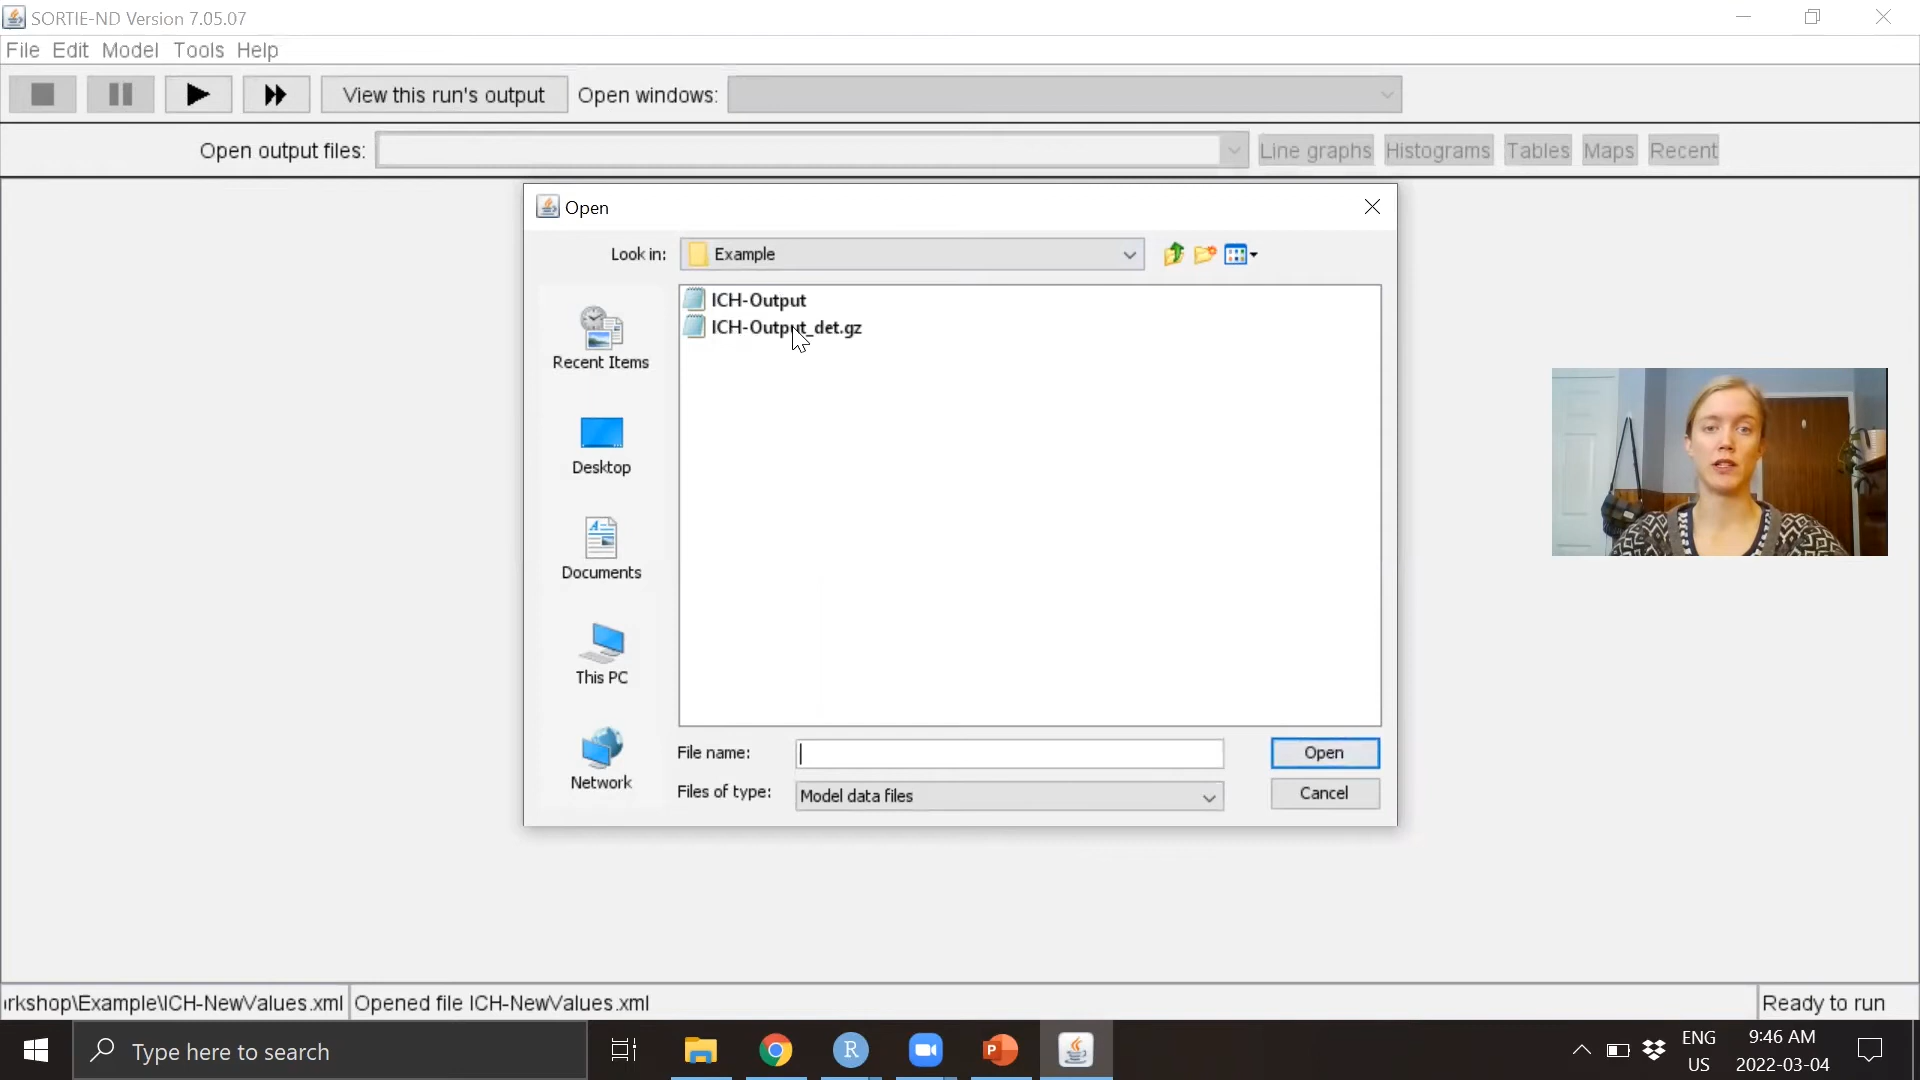 SORTIE-ND Version 7.05.07
File Edit Model Tools Help
View this run's output Open windows:
Open output files: Line graphs Histograms Tables Maps Recent
Open
Look in: Example
ICH-Output
ICH-Output_det.gz
Recent Items
Desktop
Documents
This PC
Network
File name: Open
Files of type: Model data files Cancel
rkshop\Example\ICH-NewValues.xml Opened file ICH-NewValues.xml Ready to run
Type here to search
R
P
ENG
US
9:46 AM
2022-03-04